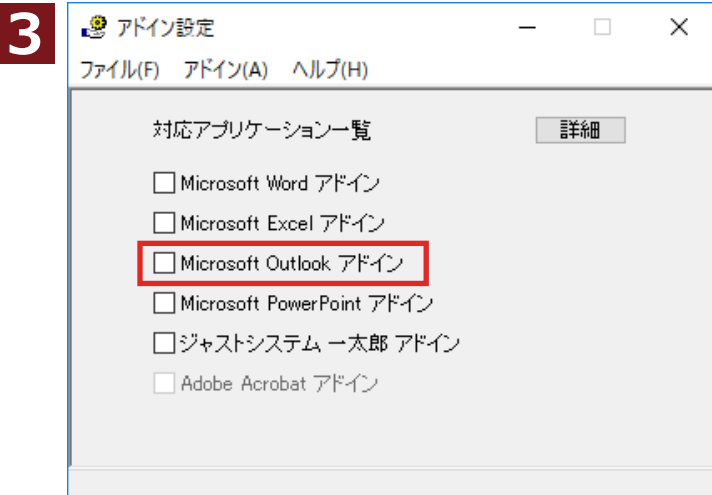 3
アドイン設定
ファイル(F) アドイン(A) ヘルプ(H)
対応アプリケーション一覧 詳細
Microsoft Word アドイン
Microsoft Excel アドイン
Microsoft Outlook アドイン
Microsoft PowerPoint アドイン
ジャストシステム 一太郎 アドイン
Adobe Acrobat アドイン